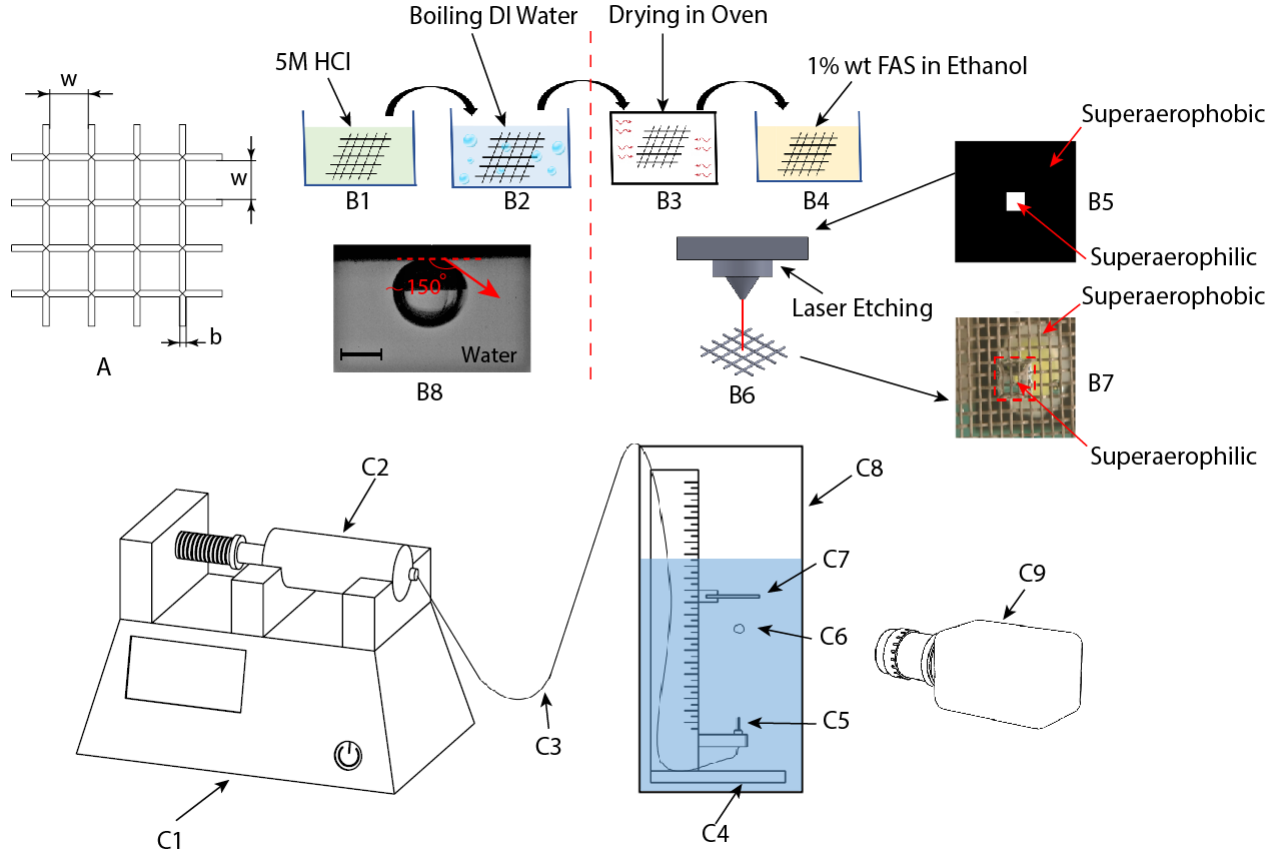 Boiling DI Water
Drying in Oven
5M HCl
1% wt FAS in Ethanol
w
w
b
A
B1
B2
B3
B4
Superaerophobic
B5
Superaerophilic
~ 150°
Water
B8
Laser Etching
B6
Superaerophobic
B7
Superaerophilic
C1
C2
C3
C4
C5
C6
C7
C8
C9